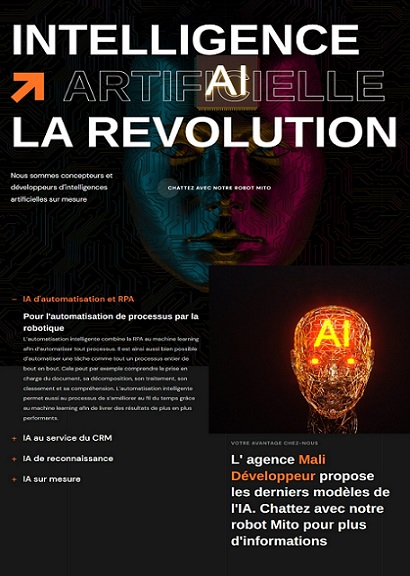 INTELLIGENCE
ARTIFICIELLE
AI
LA REVOLUTION
Nous sommes concepteurs et
développeurs d'intelligences
artificielles sur mesure
CHATTEZ AVEC NOTRE ROBOT MITO
– IA d'automatisation et RPA
Pour l'automatisation de processus par la
robotique
L'automatisation intelligente combine la RPA au machine learning
afin d'automatiser tout processus. Il est ainsi aussi bien possible
d'automatiser une tâche comme tout un processus entier de
bout en bout. Cela peut par exemple comprendre la prise en
charge du document, sa décomposition, son traitement, son
classement et sa compréhension. L'automatisation intelligente
permet aussi au processus de s'améliorer au fil du temps grâce
au machine learning afin de livrer des résultats de plus en plus
performants.
+ IA au service du CRM
+ IA de reconnaissance
+ IA sur mesure
AI
VOTRE AVANTAGE CHEZ-NOUS
L' agence Mali
Développeur propose
les derniers modèles de
l'IA. Chattez avec notre
robot Mito pour plus
d'informations